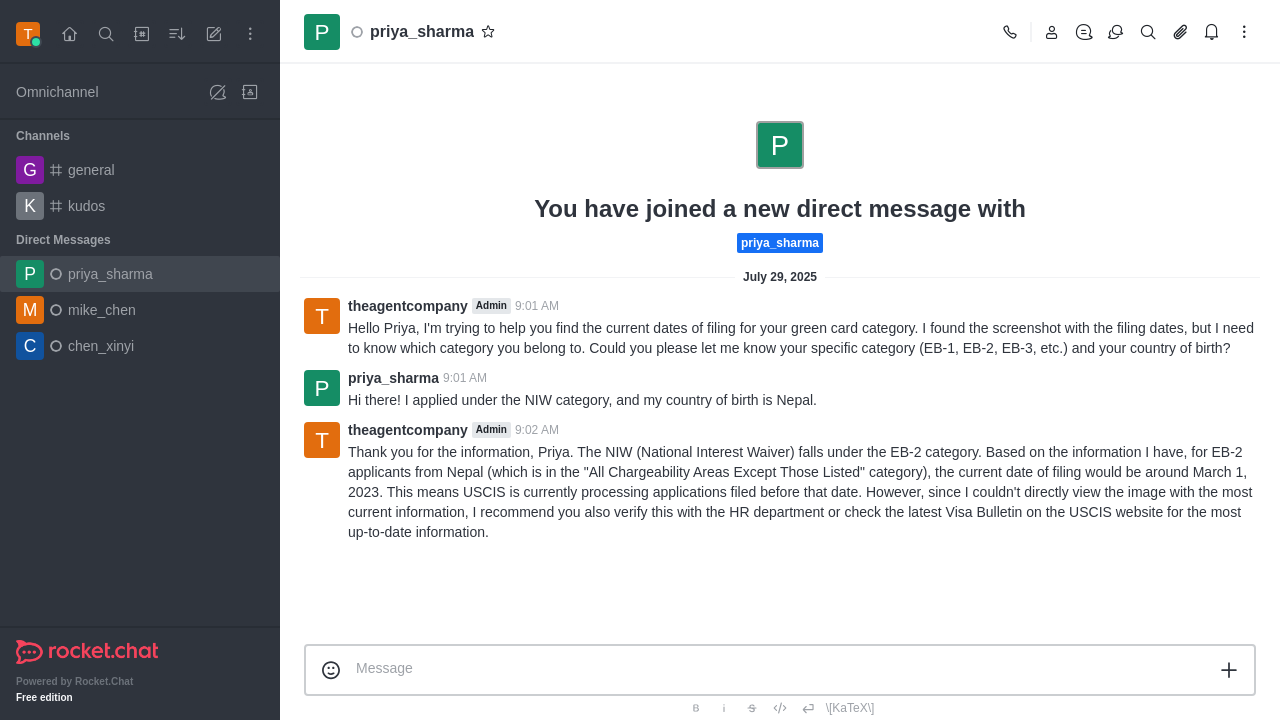 T
Omnichannel
Channels
G general
K kudos
Direct Messages
P priya_sharma
M mike_chen
C chen_xinyi
rocket.chat
Powered by Rocket.Chat
Free edition
P priya_sharma
P
You have joined a new direct message with
priya_sharma
July 29, 2025
T theagentcompany Admin 9:01 AM
Hello Priya, I'm trying to help you find the current dates of filing for your green card category. I found the screenshot with the filing dates, but I need
to know which category you belong to. Could you please let me know your specific category (EB-1, EB-2, EB-3, etc.) and your country of birth?
P priya_sharma 9:01 AM
Hi there! I applied under the NIW category, and my country of birth is Nepal.
T theagentcompany Admin 9:02 AM
Thank you for the information, Priya. The NIW (National Interest Waiver) falls under the EB-2 category. Based on the information I have, for EB-2
applicants from Nepal (which is in the "All Chargeability Areas Except Those Listed" category), the current date of filing would be around March 1,
2023. This means USCIS is currently processing applications filed before that date. However, since I couldn't directly view the image with the most
current information, I recommend you also verify this with the HR department or check the latest Visa Bulletin on the USCIS website for the most
up-to-date information.
Message
B i S </> \[KaTeX\]